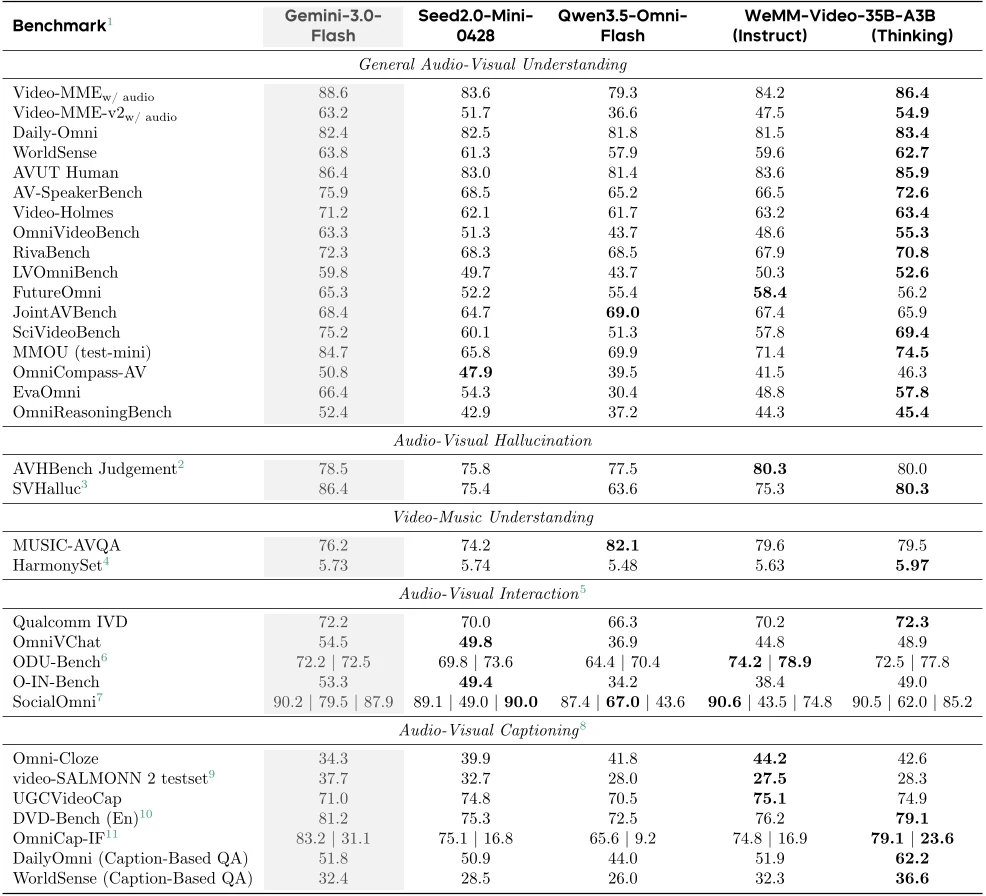 Benchmark1 Gemini-3.0-Flash Seed2.0-Mini-0428 Qwen3.5-Omni-Flash WeMM-Video-35B-A3B (Instruct) (Thinking)
General Audio-Visual Understanding
Video-MMEw/ audio 88.6 83.6 79.3 84.2 86.4
Video-MME-v2w/ audio 63.2 51.7 36.6 47.5 54.9
Daily-Omni 82.4 82.5 81.8 81.5 83.4
WorldSense 63.8 61.3 57.9 59.6 62.7
AVUT Human 86.4 83.0 81.4 83.6 85.9
AV-SpeakerBench 75.9 68.5 65.2 66.5 72.6
Video-Holmes 71.2 62.1 61.7 63.2 63.4
OmniVideoBench 63.3 51.3 43.7 48.6 55.3
RivaBench 72.3 68.3 68.5 67.9 70.8
LVOmniBench 59.8 49.7 43.7 50.3 52.6
FutureOmni 65.3 52.2 55.4 58.4 56.2
JointAVBench 68.4 64.7 69.0 67.4 65.9
SciVideoBench 75.2 60.1 51.3 57.8 69.4
MMOU (test-mini) 84.7 65.8 69.9 71.4 74.5
OmniCompass-AV 50.8 47.9 39.5 41.5 46.3
EvaOmni 66.4 54.3 30.4 48.8 57.8
OmniReasoningBench 52.4 42.9 37.2 44.3 45.4
Audio-Visual Hallucination
AVHBench Judgement2 78.5 75.8 77.5 80.3 80.0
SVHalluc3 86.4 75.4 63.6 75.3 80.3
Video-Music Understanding
MUSIC-AVQA 76.2 74.2 82.1 79.6 79.5
HarmonySet4 5.73 5.74 5.48 5.63 5.97
Audio-Visual Interaction5
Qualcomm IVD 72.2 70.0 66.3 70.2 72.3
OmniVChat 54.5 49.8 36.9 44.8 48.9
ODU-Bench6 72.2 | 72.5 69.8 | 73.6 64.4 | 70.4 74.2 | 78.9 72.5 | 77.8
O-IN-Bench 53.3 49.4 34.2 38.4 49.0
SocialOmni7 90.2 | 79.5 | 87.9 89.1 | 49.0 | 90.0 87.4 | 67.0 | 43.6 90.6 | 43.5 | 74.8 90.5 | 62.0 | 85.2
Audio-Visual Captioning8
Omni-Cloze 34.3 39.9 41.8 44.2 42.6
video-SALMONN 2 testset9 37.7 32.7 28.0 27.5 28.3
UGCVideoCap 71.0 74.8 70.5 75.1 74.9
DVD-Bench (En)10 81.2 75.3 72.5 76.2 79.1
OmniCap-IF11 83.2 | 31.1 75.1 | 16.8 65.6 | 9.2 74.8 | 16.9 79.1 | 23.6
DailyOmni (Caption-Based QA) 51.8 50.9 44.0 51.9 62.2
WorldSense (Caption-Based QA) 32.4 28.5 26.0 32.3 36.6